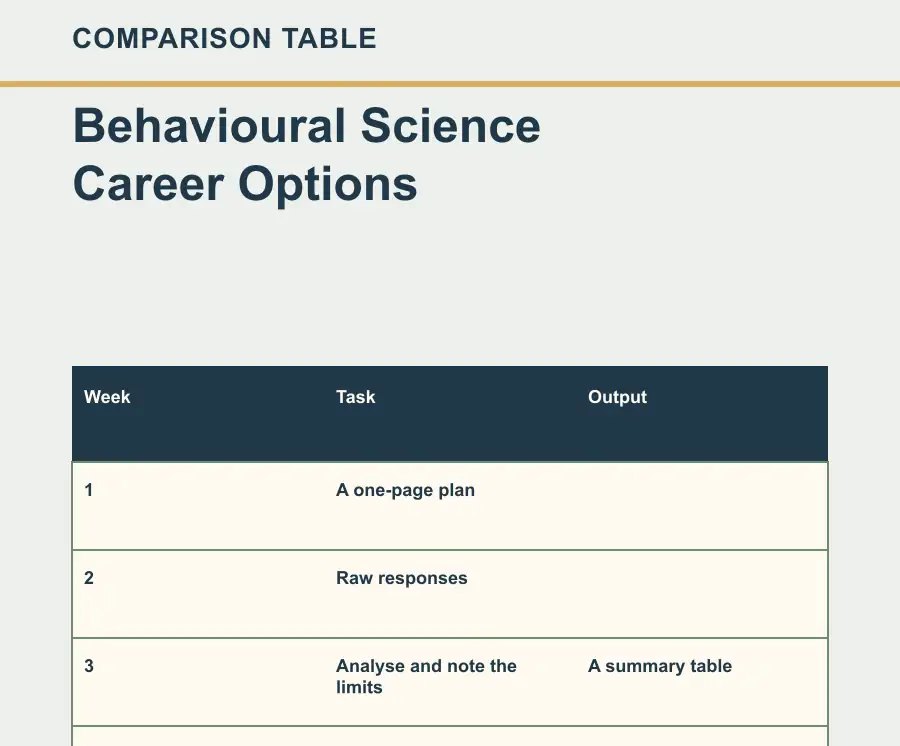 COMPARISON TABLE
Behavioural Science
Career Options
Week Task Output
1 A one-page plan
2 Raw responses
3 Analyse and note the A summary table
limits